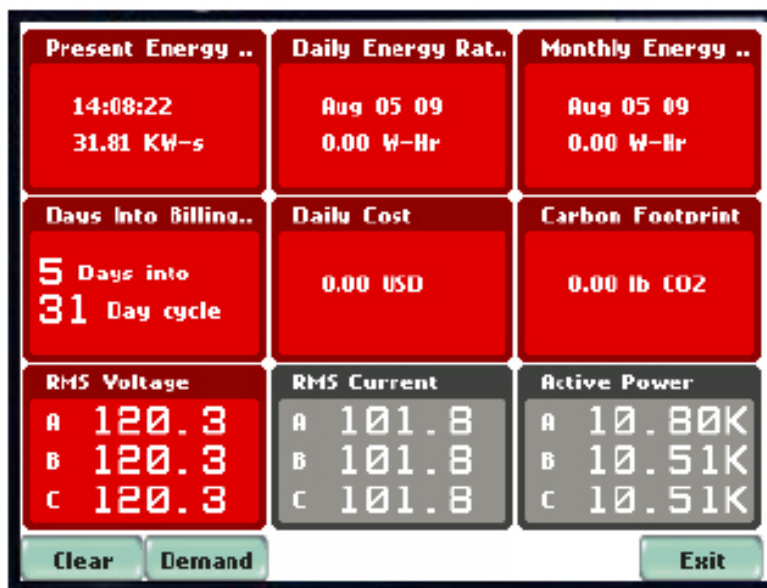 Present Energy .. Daily Energy Rat.. Monthly Energy ..
14:08:22 Aug 05 09 Aug 05 09
31.81 KW-s 0.00 W-Hr 0.00 W-Hr
Days Into Billing.. Daily Cost Carbon Footprint
5 Days into
31 Day cycle
0.00 USD 0.00 lb CO2
RMS Voltage RMS Current Active Power
A 120.3 A 101.8 A 10.80K
B 120.3 B 101.8 B 10.51K
C 120.3 C 101.8 C 10.51K
Clear Demand Exit